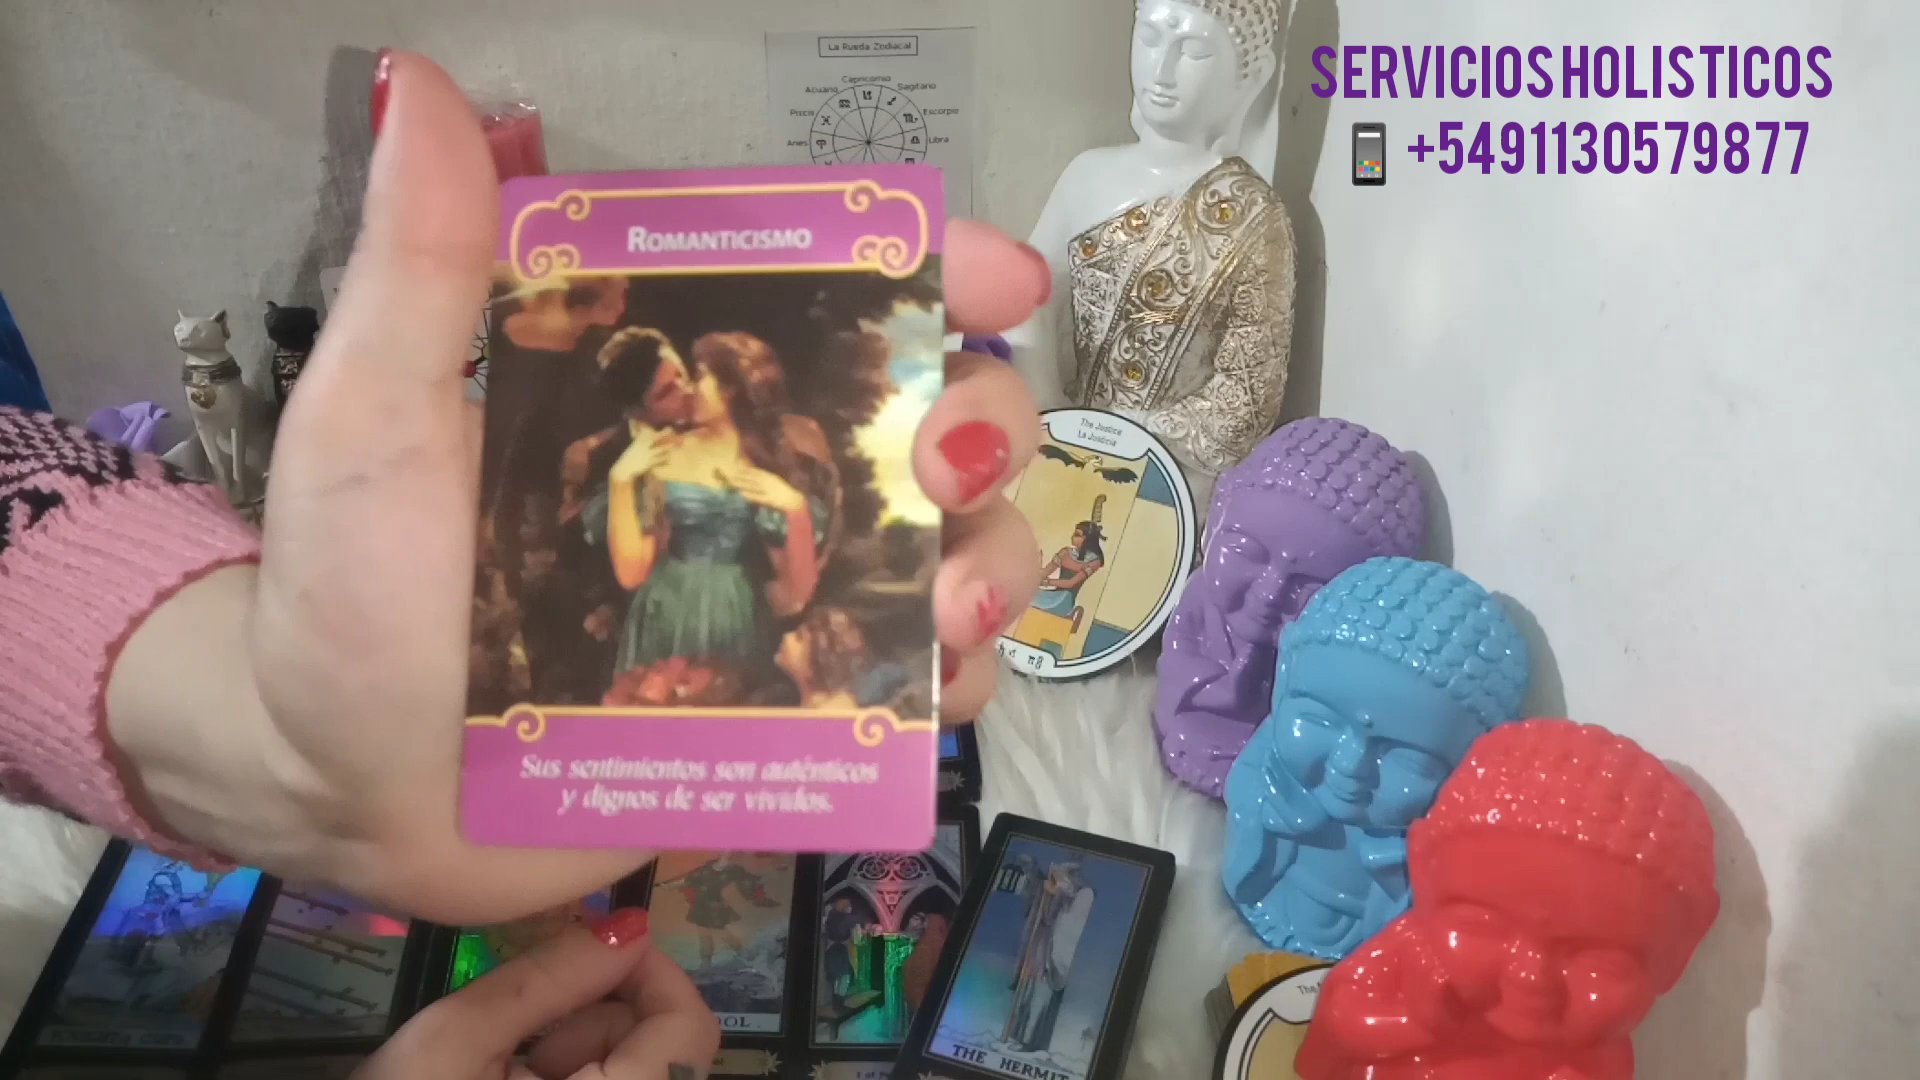 SERVICIOS HOLISTICOS
+5491130579877
La Rueda Zodiacal
Capricornio
Acuario
Sagitario
Piscis
Escorpio
Aries
Libra
ROMANTICISMO
Sus sentimientos son auténticos
y dignos de ser vividos.
The Justice
La Justicia
THE HERMIT